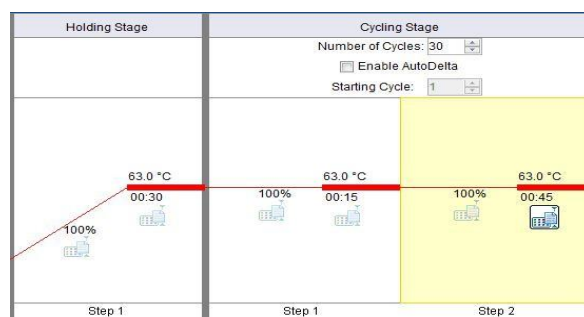 Holding Stage
Cycling Stage
Number of Cycles: 30
Enable AutoDelta
Starting Cycle: 1
63.0 °C
00:30
100%
63.0 °C
100%
00:15
63.0 °C
100%
00:45
Step 1
Step 1
Step 2